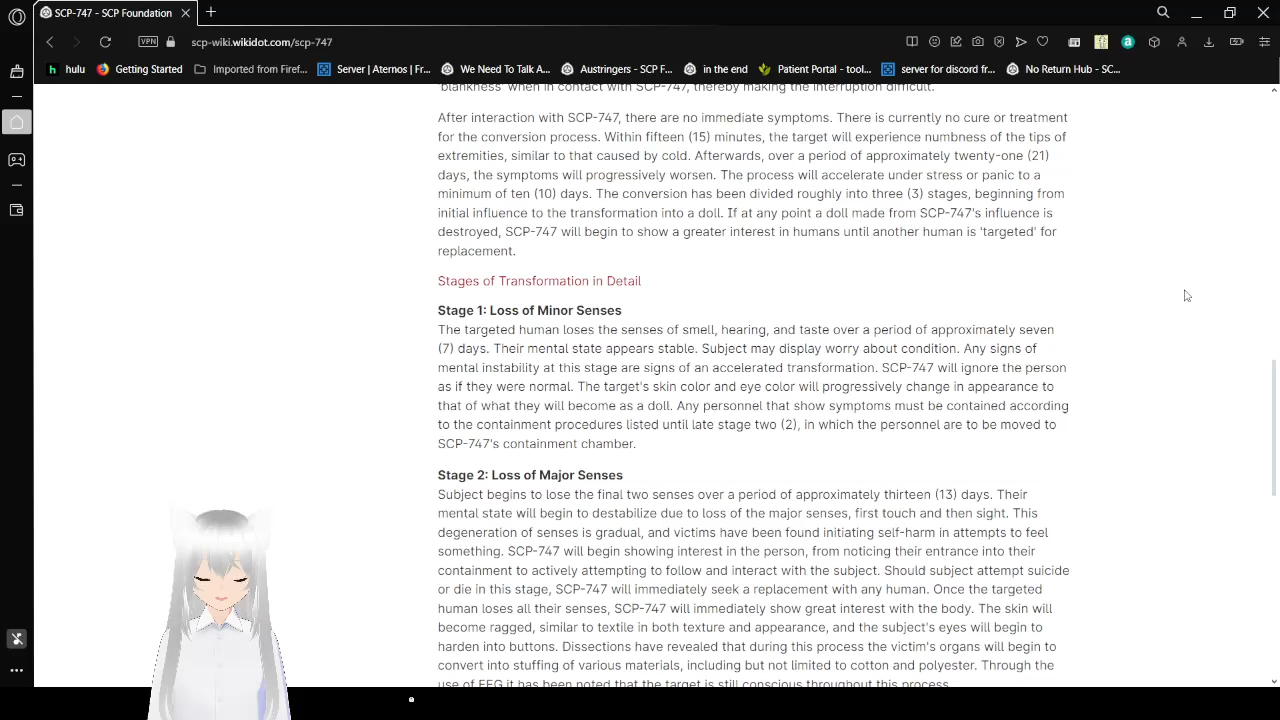 SCP-747 - SCP Foundation
VPN
scp-wiki.wikidot.com/scp-747
hulu
Getting Started
Imported from Firef...
Server | Aternos | Fr...
We Need To Talk A...
Austringers - SCP F...
in the end
Patient Portal - tool...
server for discord fr...
No Return Hub - SC...
'blankness' when in contact with SCP-747, thereby making the interruption difficult.
After interaction with SCP-747, there are no immediate symptoms. There is currently no cure or treatment
for the conversion process. Within fifteen (15) minutes, the target will experience numbness of the tips of
extremities, similar to that caused by cold. Afterwards, over a period of approximately twenty-one (21)
days, the symptoms will progressively worsen. The process will accelerate under stress or panic to a
minimum of ten (10) days. The conversion has been divided roughly into three (3) stages, beginning from
initial influence to the transformation into a doll. If at any point a doll made from SCP-747's influence is
destroyed, SCP-747 will begin to show a greater interest in humans until another human is 'targeted' for
replacement.
Stages of Transformation in Detail
Stage 1: Loss of Minor Senses
The targeted human loses the senses of smell, hearing, and taste over a period of approximately seven
(7) days. Their mental state appears stable. Subject may display worry about condition. Any signs of
mental instability at this stage are signs of an accelerated transformation. SCP-747 will ignore the person
as if they were normal. The target's skin color and eye color will progressively change in appearance to
that of what they will become as a doll. Any personnel that show symptoms must be contained according
to the containment procedures listed until late stage two (2), in which the personnel are to be moved to
SCP-747's containment chamber.
Stage 2: Loss of Major Senses
Subject begins to lose the final two senses over a period of approximately thirteen (13) days. Their
mental state will begin to destabilize due to loss of the major senses, first touch and then sight. This
degeneration of senses is gradual, and victims have been found initiating self-harm in attempts to feel
something. SCP-747 will begin showing interest in the person, from noticing their entrance into their
containment to actively attempting to follow and interact with the subject. Should subject attempt suicide
or die in this stage, SCP-747 will immediately seek a replacement with any human. Once the targeted
human loses all their senses, SCP-747 will immediately show great interest with the body. The skin will
become ragged, similar to textile in both texture and appearance, and the subject's eyes will begin to
harden into buttons. Dissections have revealed that during this process the victim's organs will begin to
convert into stuffing of various materials, including but not limited to cotton and polyester. Through the
use of EEG it has been noted that the target is still conscious throughout this process.